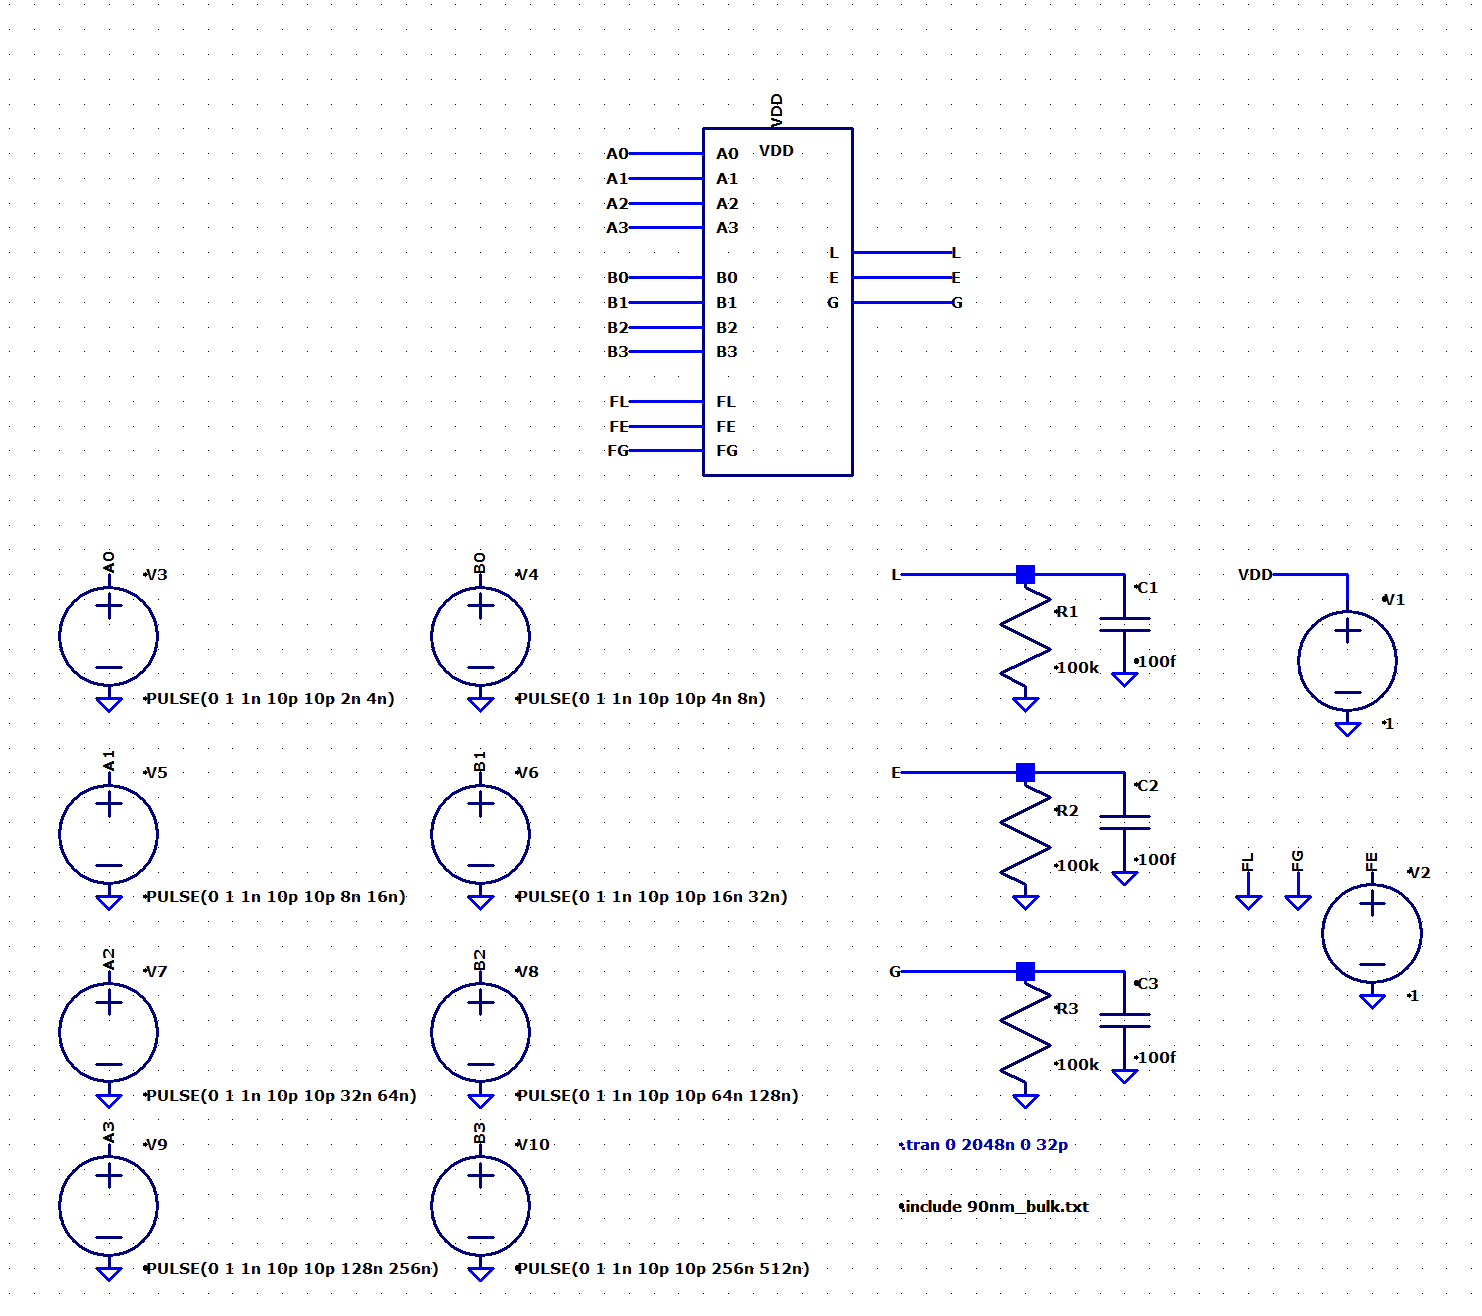 VDD
VDD
A0 A0
A1 A1
A2 A2
A3 A3
L L
B0 B0 E E
B1 B1 G G
B2 B2
B3 B3
FL FL
FE FE
FG FG
A0 V3
PULSE(0 1 1n 10p 10p 2n 4n)
B0 V4
PULSE(0 1 1n 10p 10p 4n 8n)
L
R1
100k
C1
100f
VDD
V1
1
A1 V5
PULSE(0 1 1n 10p 10p 8n 16n)
B1 V6
PULSE(0 1 1n 10p 10p 16n 32n)
E
R2
100k
C2
100f
FL FG FE V2
1
A2 V7
PULSE(0 1 1n 10p 10p 32n 64n)
B2 V8
PULSE(0 1 1n 10p 10p 64n 128n)
G
R3
100k
C3
100f
A3 V9
PULSE(0 1 1n 10p 10p 128n 256n)
B3 V10
PULSE(0 1 1n 10p 10p 256n 512n)
.tran 0 2048n 0 32p
.include 90nm_bulk.txt